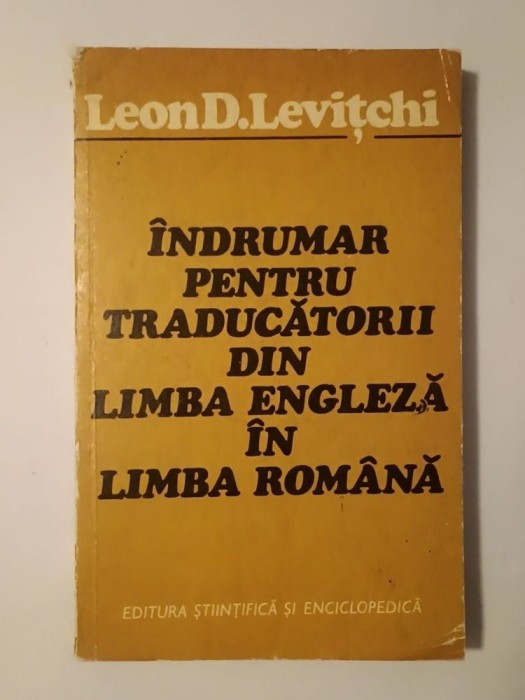 Leon D. Levițchi
ÎNDRUMAR
PENTRU
TRADUCĂTORII
DIN
LIMBA ENGLEZĂ
ÎN
LIMBA ROMÂNĂ
EDITURA ȘTIINȚIFICĂ ȘI ENCICLOPEDICĂ